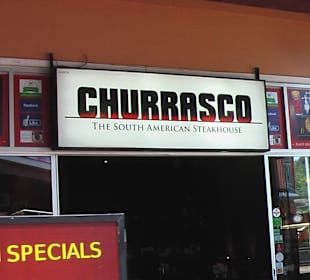 CHURRASCO
THE SOUTH AMERICAN STEAKHOUSE
SPECIALS